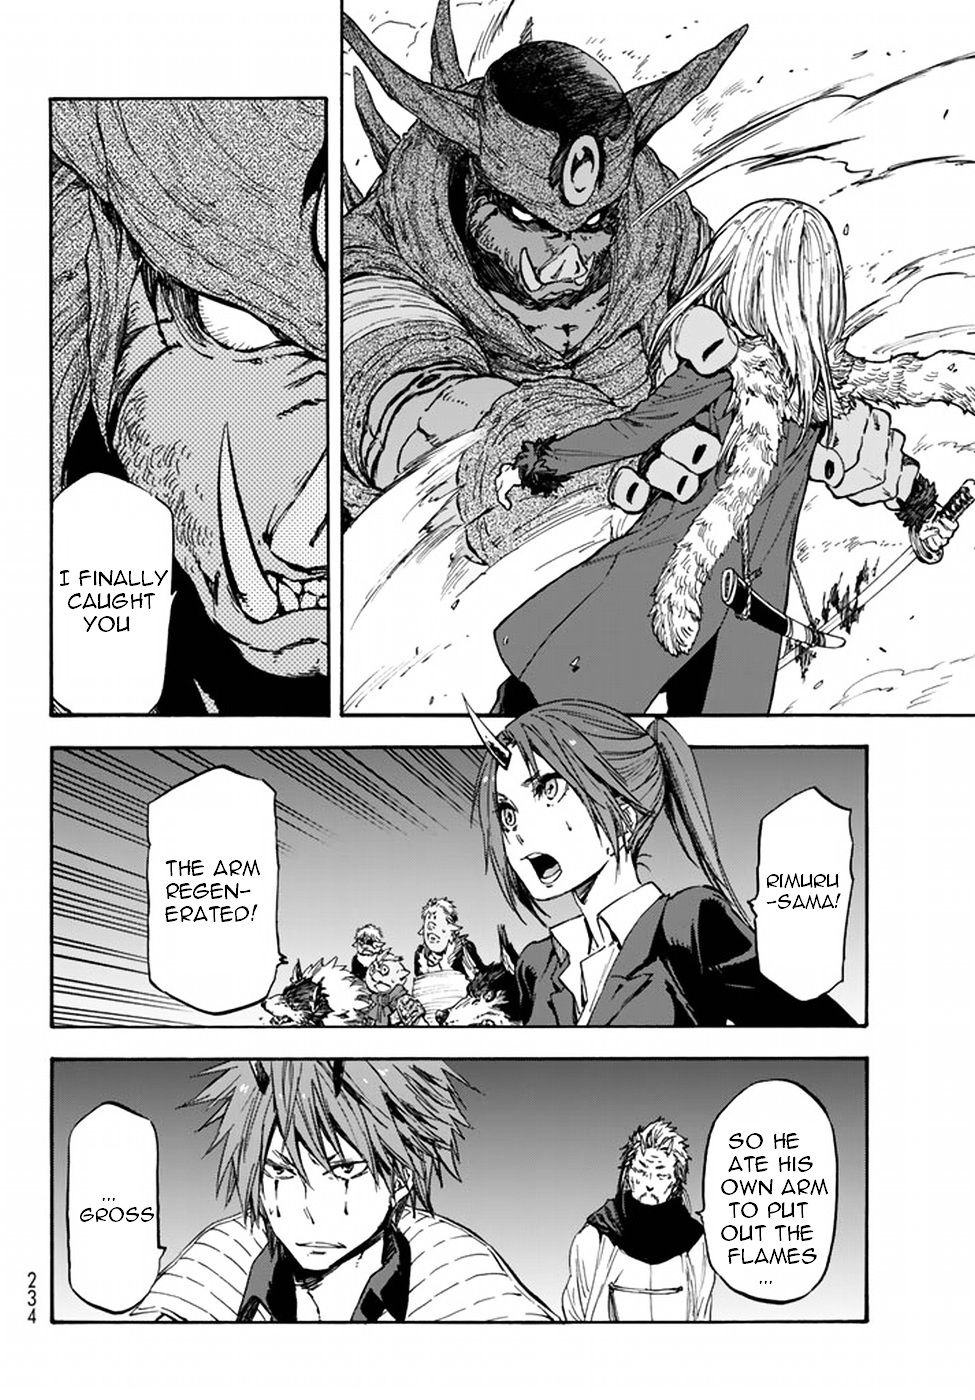 I FINALLY
CAUGHT
YOU
RIMURU
-SAMA!
THE ARM
REGEN-
ERATED!
SO HE
ATE HIS
OWN ARM
TO PUT
OUT THE
FLAMES
...
...
GROSS
234